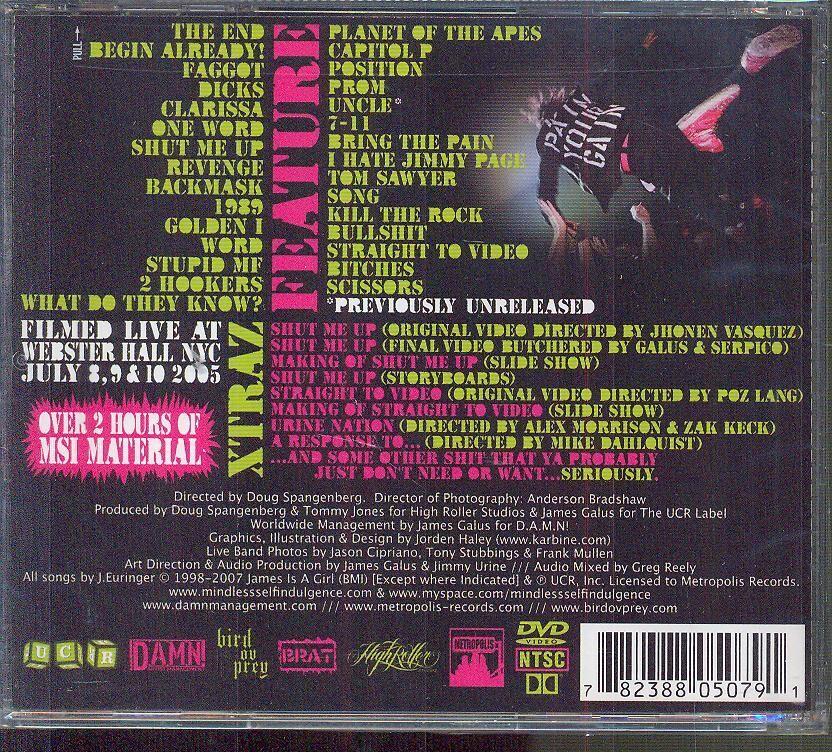 PULL→
THE END
BEGIN ALREADY!
FAGGOT
DICKS
CLARISSA
ONE WORD
SHUT ME UP
REVENGE
BACKMASK
1989
GOLDEN I
WORD
STUPID MF
2 HOOKERS
WHAT DO THEY KNOW?
FEATURE
PLANET OF THE APES
CAPITOL P
POSITION
PROM
UNCLE*
7-11
BRING THE PAIN
I HATE JIMMY PAGE
TOM SAWYER
SONG
KILL THE ROCK
BULLSHIT
STRAIGHT TO VIDEO
BITCHES
SCISSORS
*PREVIOUSLY UNRELEASED
PAIN
YOUR
GAIN
FILMED LIVE AT
WEBSTER HALL NYC
JULY 8,9 & 10 2005
OVER 2 HOURS OF
MSI MATERIAL
XTRAZ
SHUT ME UP (ORIGINAL VIDEO DIRECTED BY JHONEN VASQUEZ)
SHUT ME UP (FINAL VIDEO BUTCHERED BY GALUS & SERPICO)
MAKING OF SHUT ME UP (SLIDE SHOW)
SHUT ME UP (STORYBOARDS)
STRAIGHT TO VIDEO (ORIGINAL VIDEO DIRECTED BY POZ LANG)
MAKING OF STRAIGHT TO VIDEO (SLIDE SHOW)
URINE NATION (DIRECTED BY ALEX MORRISON & ZAK KECK)
A RESPONSE TO... (DIRECTED BY MIKE DAHLQUIST)
...AND SOME OTHER SHIT THAT YA PROBABLY
JUST DON'T NEED OR WANT...SERIOUSLY.
Directed by Doug Spangenberg. Director of Photography: Anderson Bradshaw
Produced by Doug Spangenberg & Tommy Jones for High Roller Studios & James Galus for The UCR Label
Worldwide Management by James Galus for D.A.M.N!
Graphics, Illustration & Design by Jorden Haley (www.karbine.com)
Live Band Photos by Jason Cipriano, Tony Stubbings & Frank Mullen
Art Direction & Audio Production by James Galus & Jimmy Urine /// Audio Mixed by Greg Reely
All songs by J.Euringer © 1998-2007 James Is A Girl (BMI) [Except where Indicated] & ℗ UCR, Inc. Licensed to Metropolis Records.
www.mindlessselfindulgence.com & www.myspace.com/mindlessselfindulgence
www.damnmanagement.com /// www.metropolis-records.com /// www.birdovprey.com
UCR
DAMN!
bird
ov
prey
BRAT
HighRoller
METROPOLIS
DVD
VIDEO
NTSC
7 82388 05079 1